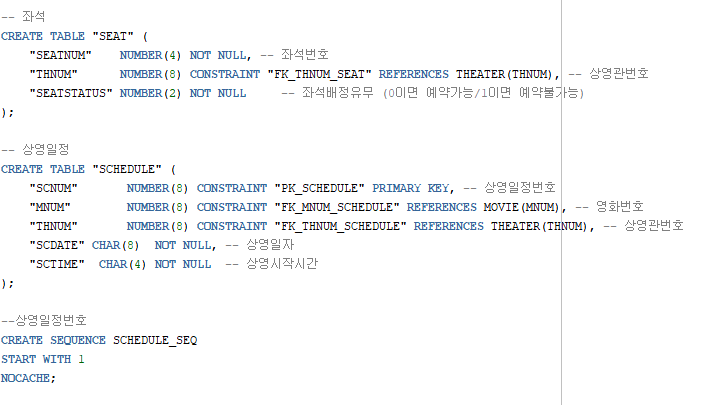 -- 좌석
CREATE TABLE "SEAT" (
"SEATNUM" NUMBER(4) NOT NULL, -- 좌석번호
"THNUM" NUMBER(8) CONSTRAINT "FK_THNUM_SEAT" REFERENCES THEATER(THNUM), -- 상영관번호
"SEATSTATUS" NUMBER(2) NOT NULL -- 좌석배정유무 (0이면 예약가능/1이면 예약불가능)
);
-- 상영일정
CREATE TABLE "SCHEDULE" (
"SCNUM" NUMBER(8) CONSTRAINT "PK_SCHEDULE" PRIMARY KEY, -- 상영일정번호
"MNUM" NUMBER(8) CONSTRAINT "FK_MNUM_SCHEDULE" REFERENCES MOVIE(MNUM), -- 영화번호
"THNUM" NUMBER(8) CONSTRAINT "FK_THNUM_SCHEDULE" REFERENCES THEATER(THNUM), -- 상영관번호
"SCDATE" CHAR(8) NOT NULL, -- 상영일자
"SCTIME" CHAR(4) NOT NULL -- 상영시작시간
);
--상영일정번호
CREATE SEQUENCE SCHEDULE_SEQ
START WITH 1
NOCACHE;